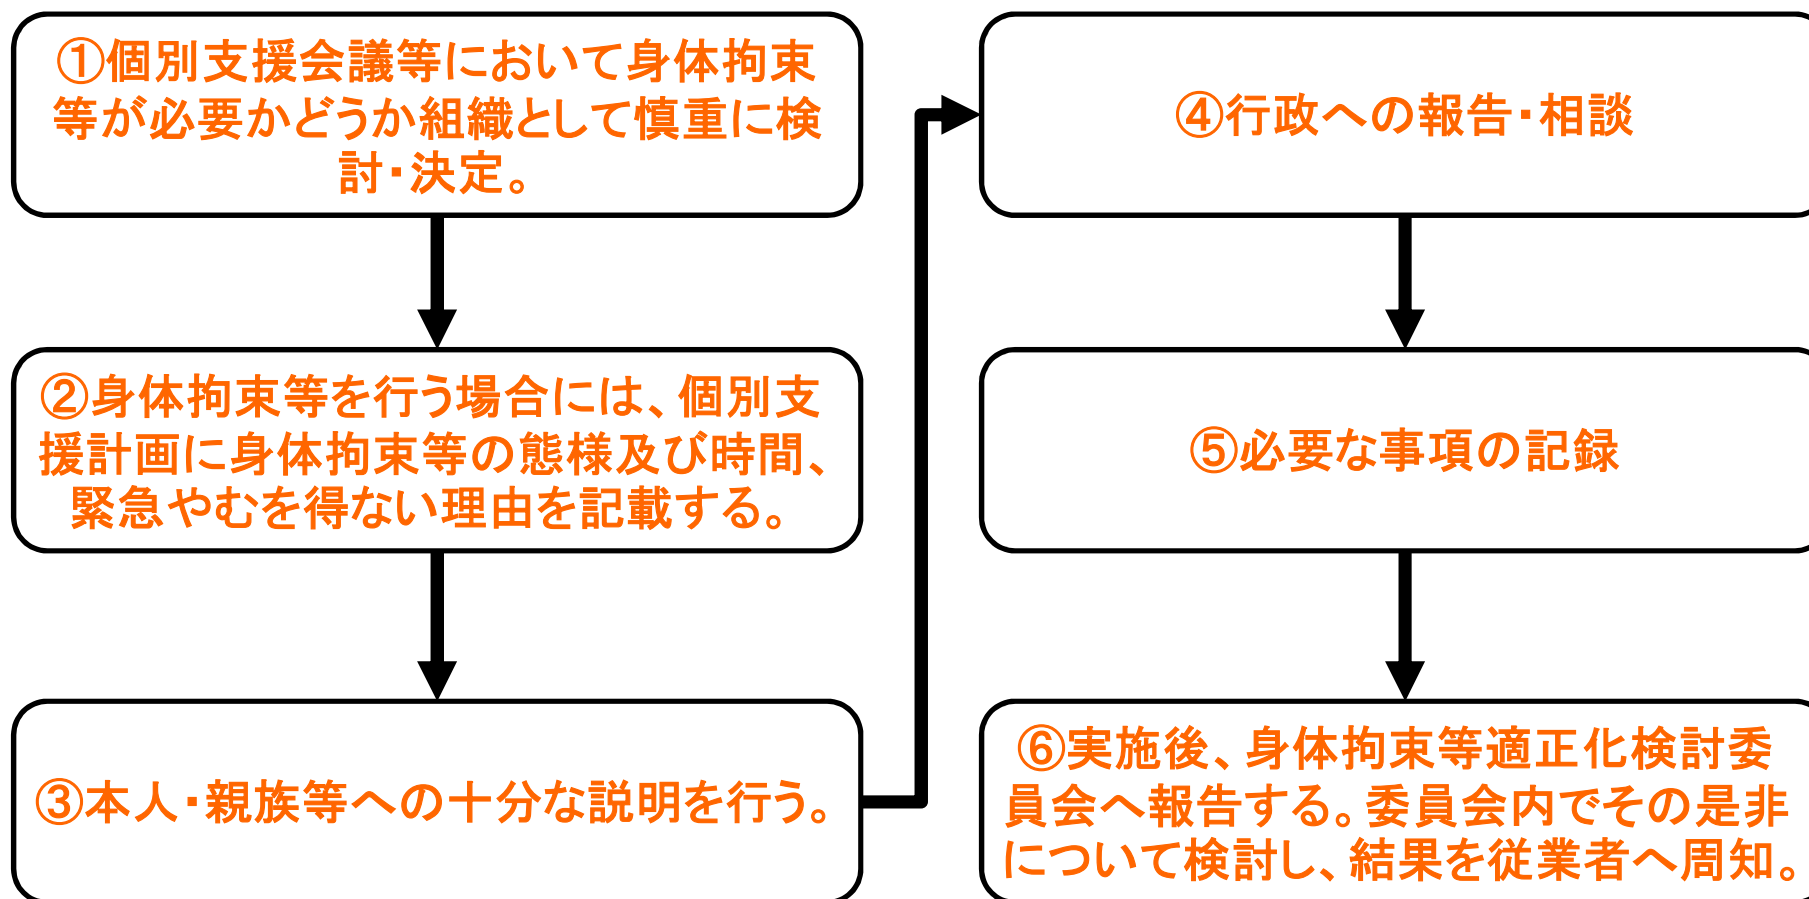 ①個別支援会議等において身体拘束
等が必要かどうか組織として慎重に検
討・決定。
②身体拘束等を行う場合には、個別支
援計画に身体拘束等の態様及び時間、
緊急やむを得ない理由を記載する。
③本人・親族等への十分な説明を行う。
④行政への報告・相談
⑤必要な事項の記録
⑥実施後、身体拘束等適正化検討委
員会へ報告する。委員会内でその是非
について検討し、結果を従業者へ周知。